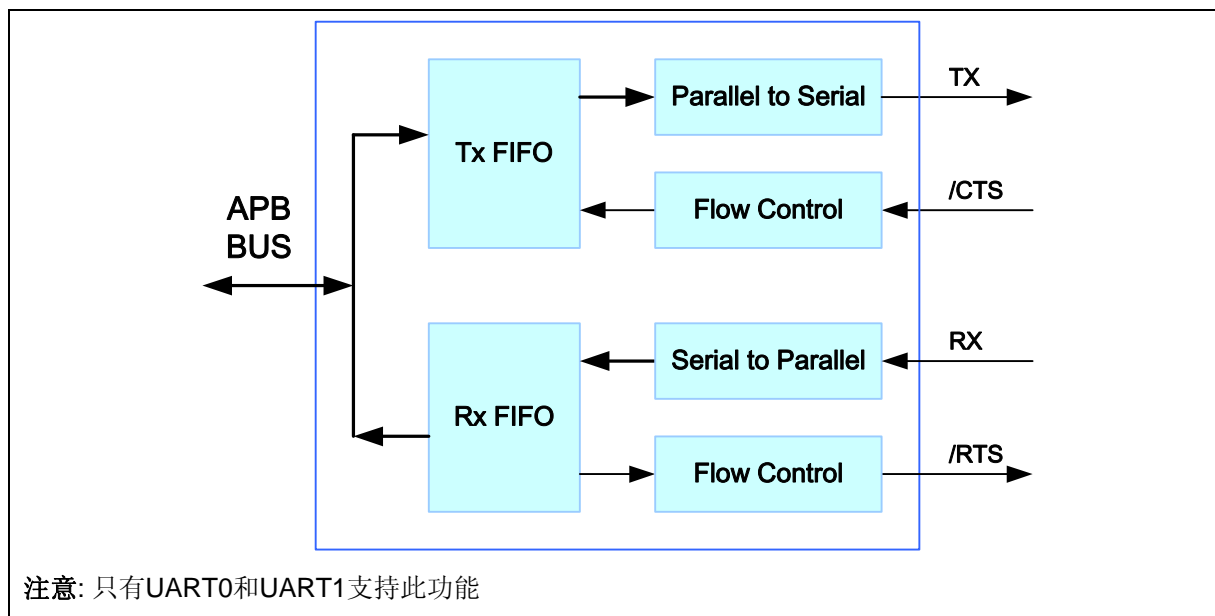 Parallel to Serial
TX
Tx FIFO
Flow Control
/CTS
APB
BUS
Serial to Parallel
RX
Rx FIFO
Flow Control
/RTS
注意: 只有UART0和UART1支持此功能